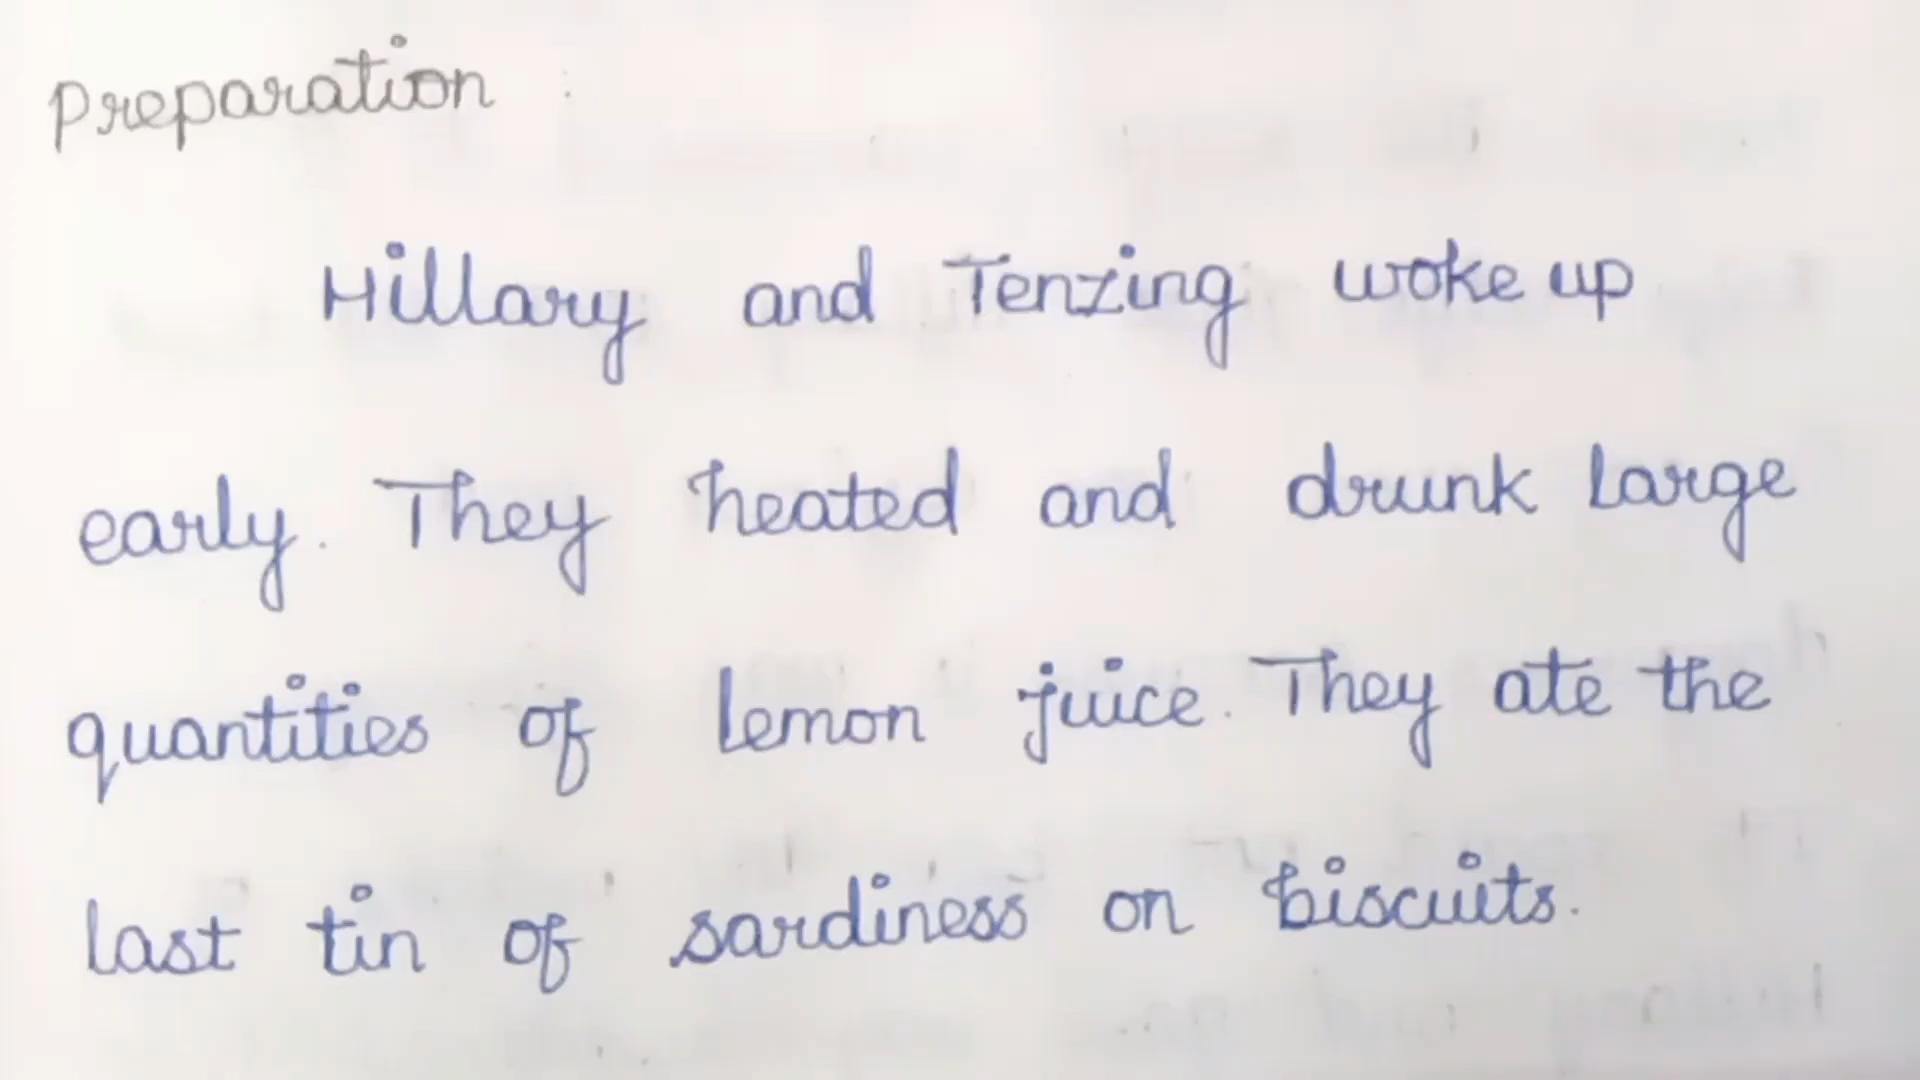 Preparation :
Hillary and Tenzing woke up
early. They heated and drunk large
quantities of lemon juice. They ate the
last tin of sardiness on biscuits.